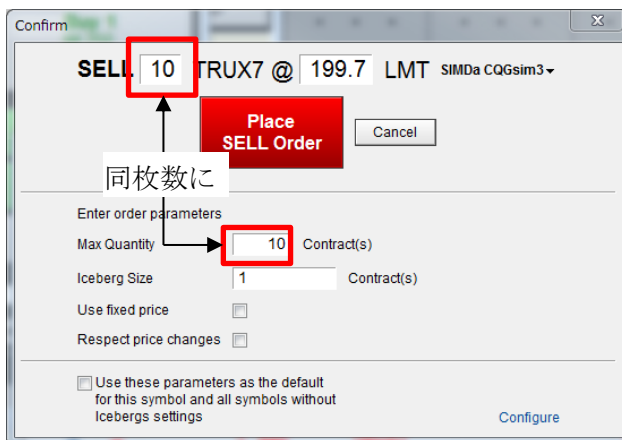 Confirm
SELL 10 TRUX7 @ 199.7 LMT SIMDa CQGsim3
Place
SELL Order
Cancel
同枚数に
Enter order parameters
Max Quantity 10 Contract(s)
Iceberg Size 1 Contract(s)
Use fixed price
Respect price changes
Use these parameters as the default
for this symbol and all symbols without
Icebergs settings
Configure